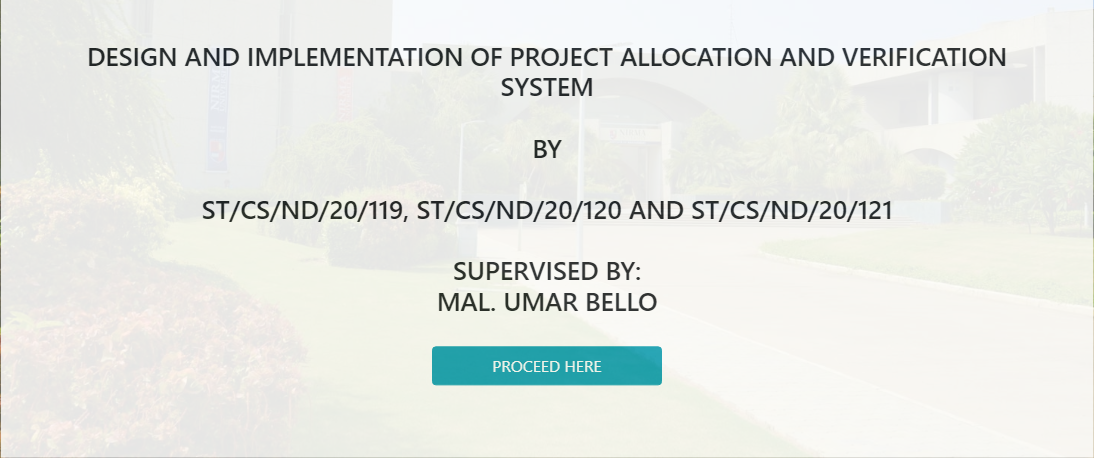 DESIGN AND IMPLEMENTATION OF PROJECT ALLOCATION AND VERIFICATION
SYSTEM
BY
ST/CS/ND/20/119, ST/CS/ND/20/120 AND ST/CS/ND/20/121
SUPERVISED BY:
MAL. UMAR BELLO
PROCEED HERE